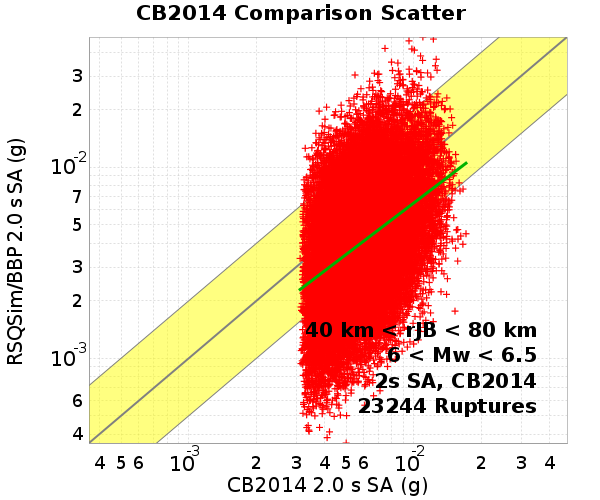 CB2014 Comparison Scatter
RSQSim/BBP 2.0 s SA (g)
3
2
10-2
7
5
3
2
10-3
6
4
40 km < rJB < 80 km
6 < Mw < 6.5
2s SA, CB2014
23244 Ruptures
4 5 6 10-3 2 3 4 5 6 10-2 2 3 4
CB2014 2.0 s SA (g)